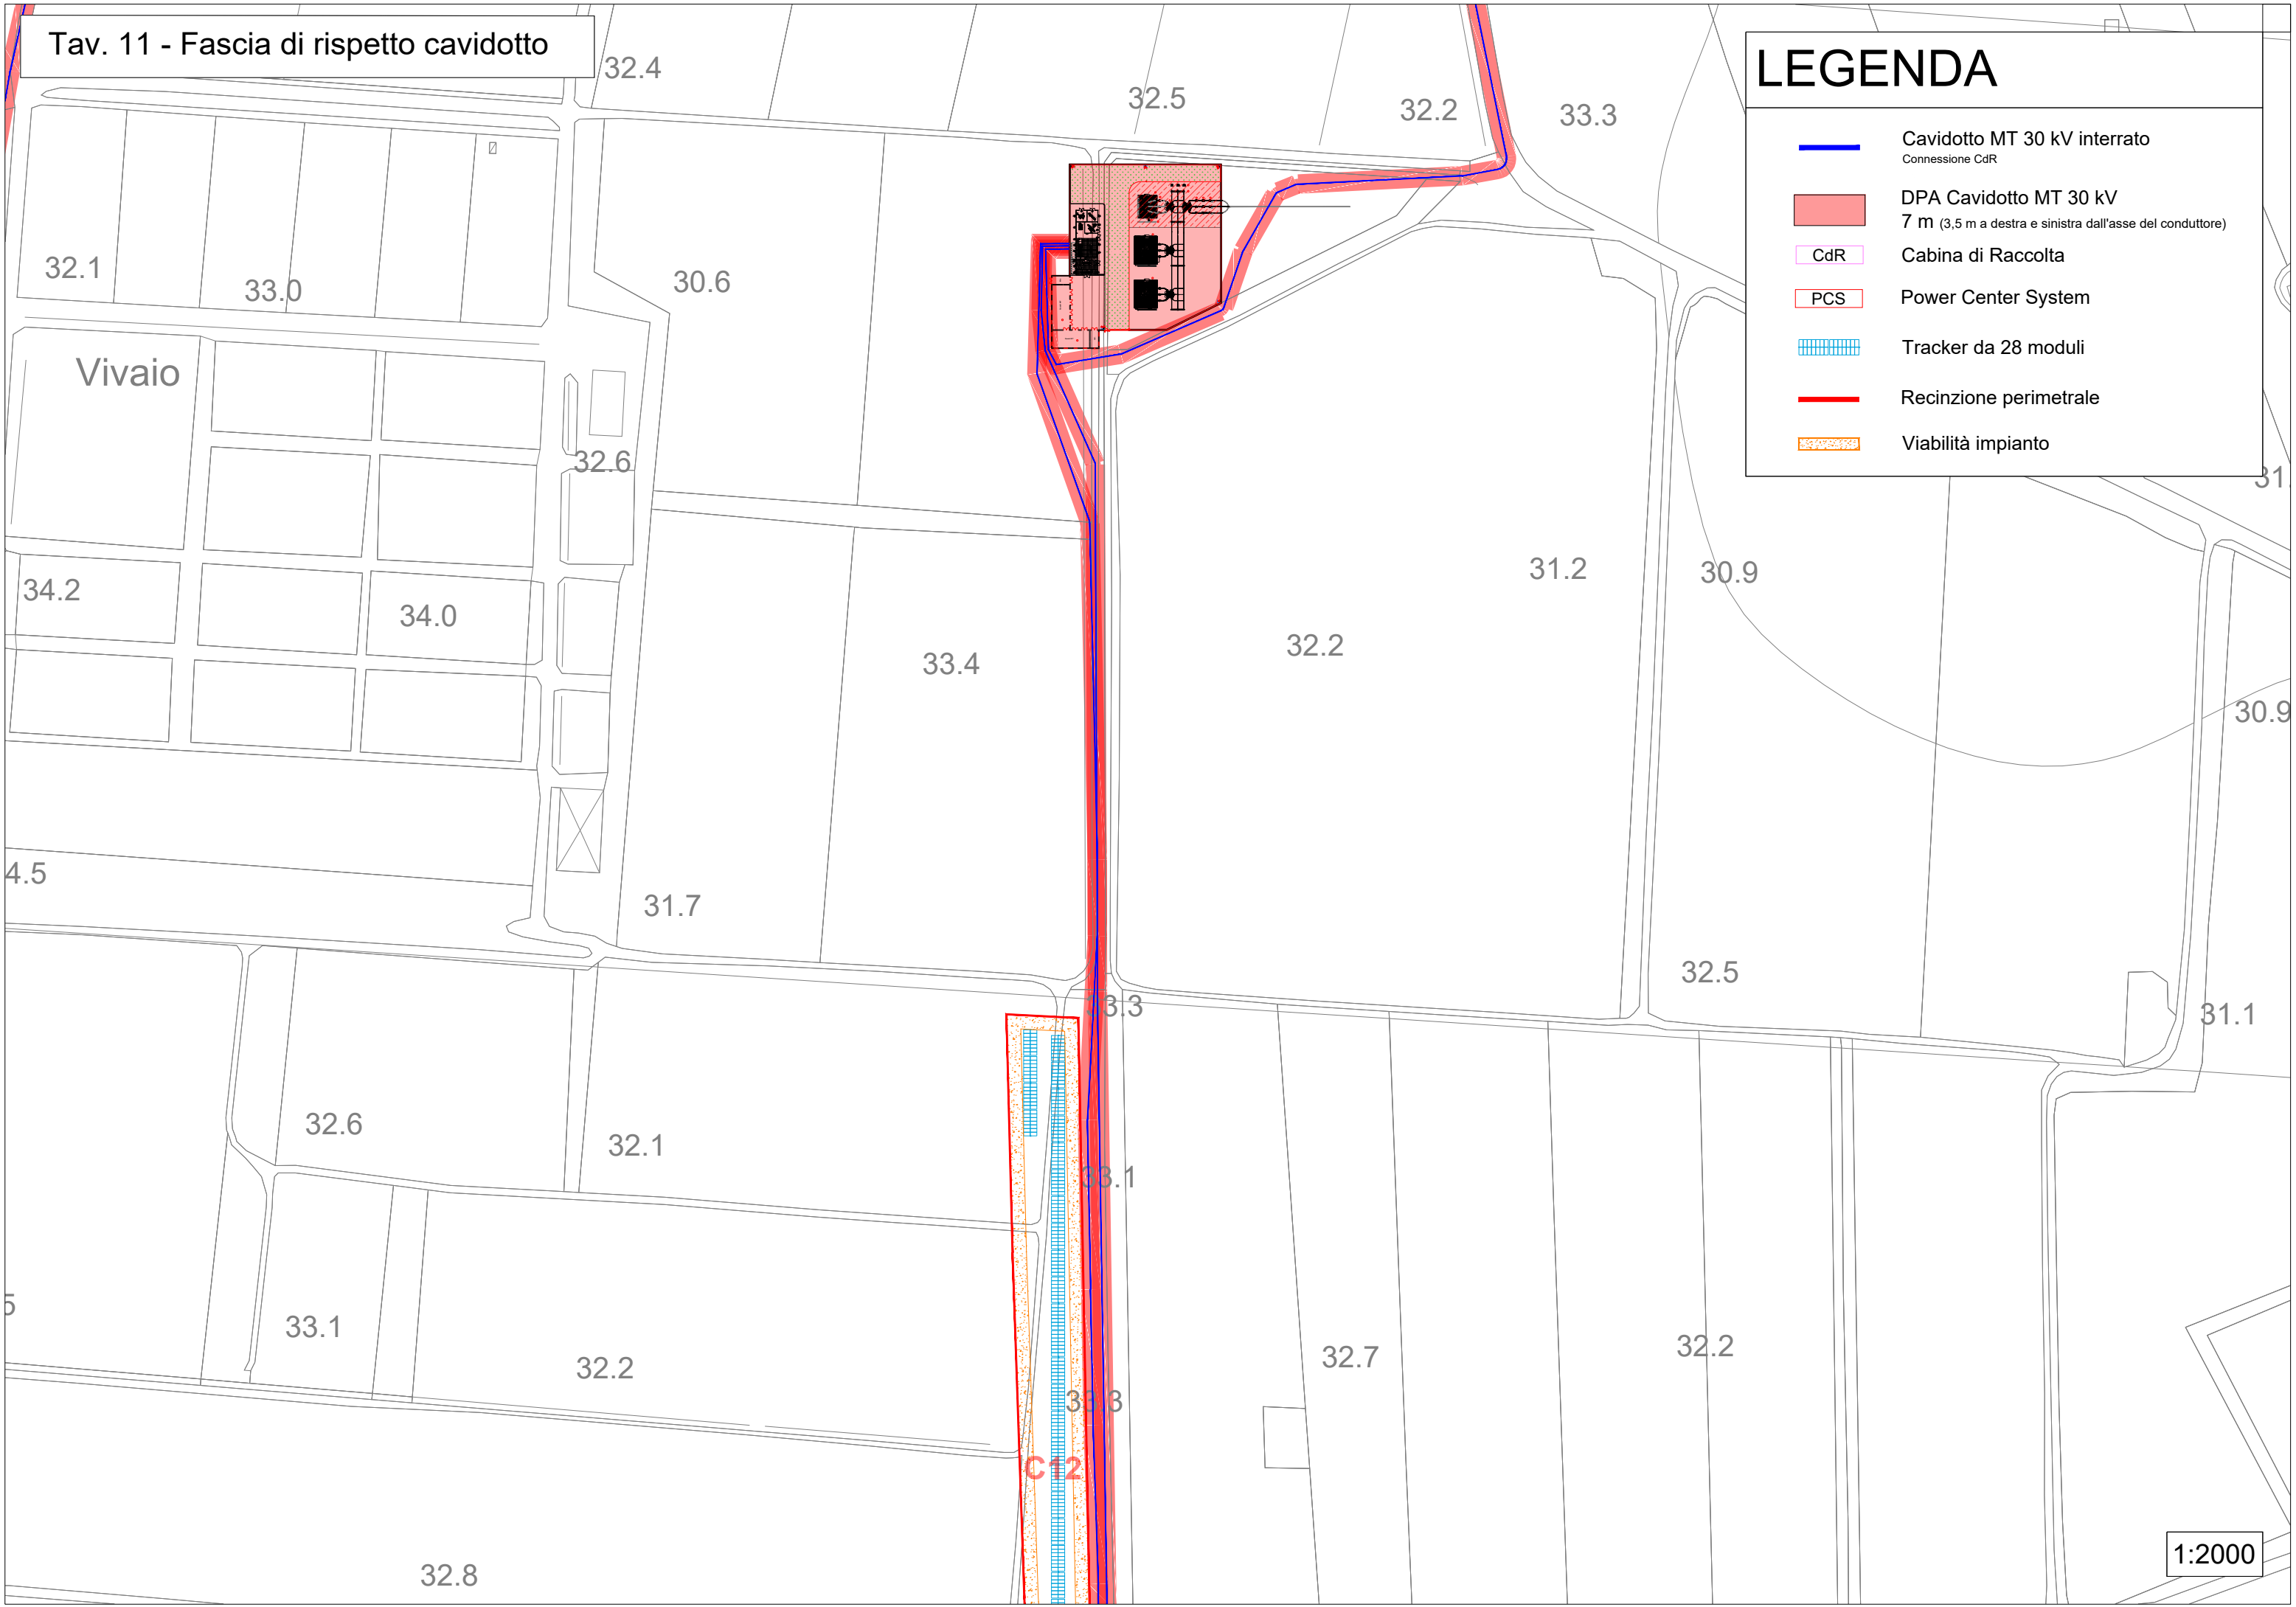 Tav. 11 - Fascia di rispetto cavidotto
LEGENDA
Cavidotto MT 30 kV interrato
Connessione CdR
DPA Cavidotto MT 30 kV
7 m (3,5 m a destra e sinistra dall'asse del conduttore)
CdR Cabina di Raccolta
PCS Power Center System
Tracker da 28 moduli
Recinzione perimetrale
Viabilità impianto
32.4
32.5
32.2
33.3
32.1
33.0
30.6
Vivaio
32.6
31.
34.2
34.0
31.2
30.9
32.2
33.4
30.9
4.5
31.7
32.5
33.3
31.1
32.6
32.1
33.1
5
33.1
32.2
32.7
32.2
33.3
C12
32.8
1:2000